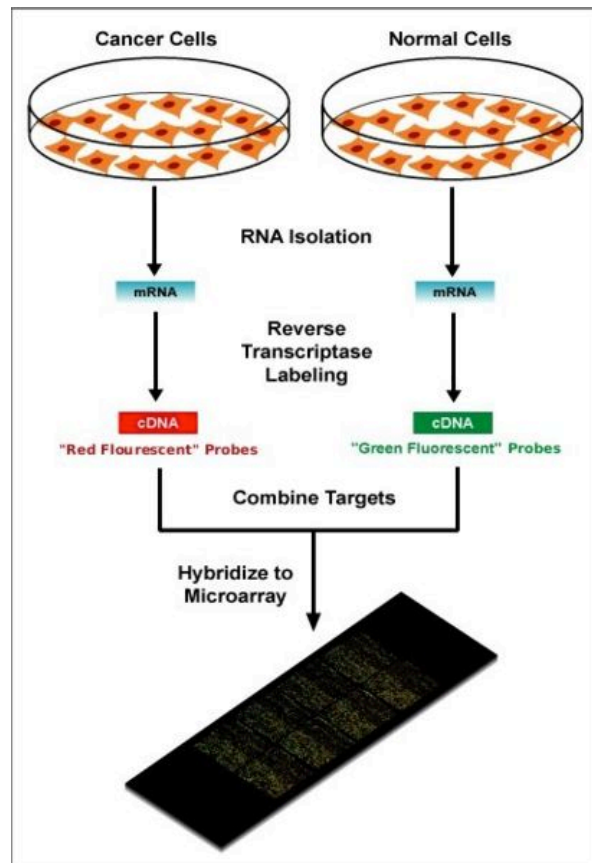 Cancer Cells
Normal Cells
RNA Isolation
mRNA
mRNA
Reverse
Transcriptase
Labeling
cDNA
cDNA
"Red Flourescent" Probes
"Green Fluorescent" Probes
Combine Targets
Hybridize to
Microarray